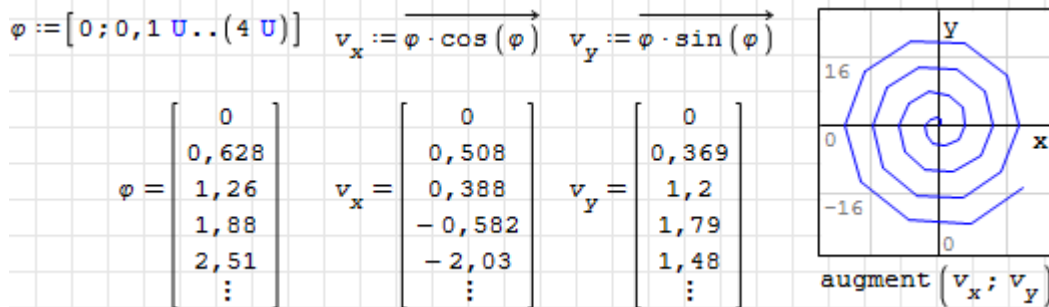 φ:=[0;0,1 U..(4 U)] v_x:=φ·cos(φ) v_y:=φ·sin(φ)
φ= 0 0,628 1,26 1,88 2,51 ⋮
v_x= 0 0,508 0,388 -0,582 -2,03 ⋮
v_y= 0 0,369 1,2 1,79 1,48 ⋮
y
16
0 x
-16
0
augment(v_x; v_y)